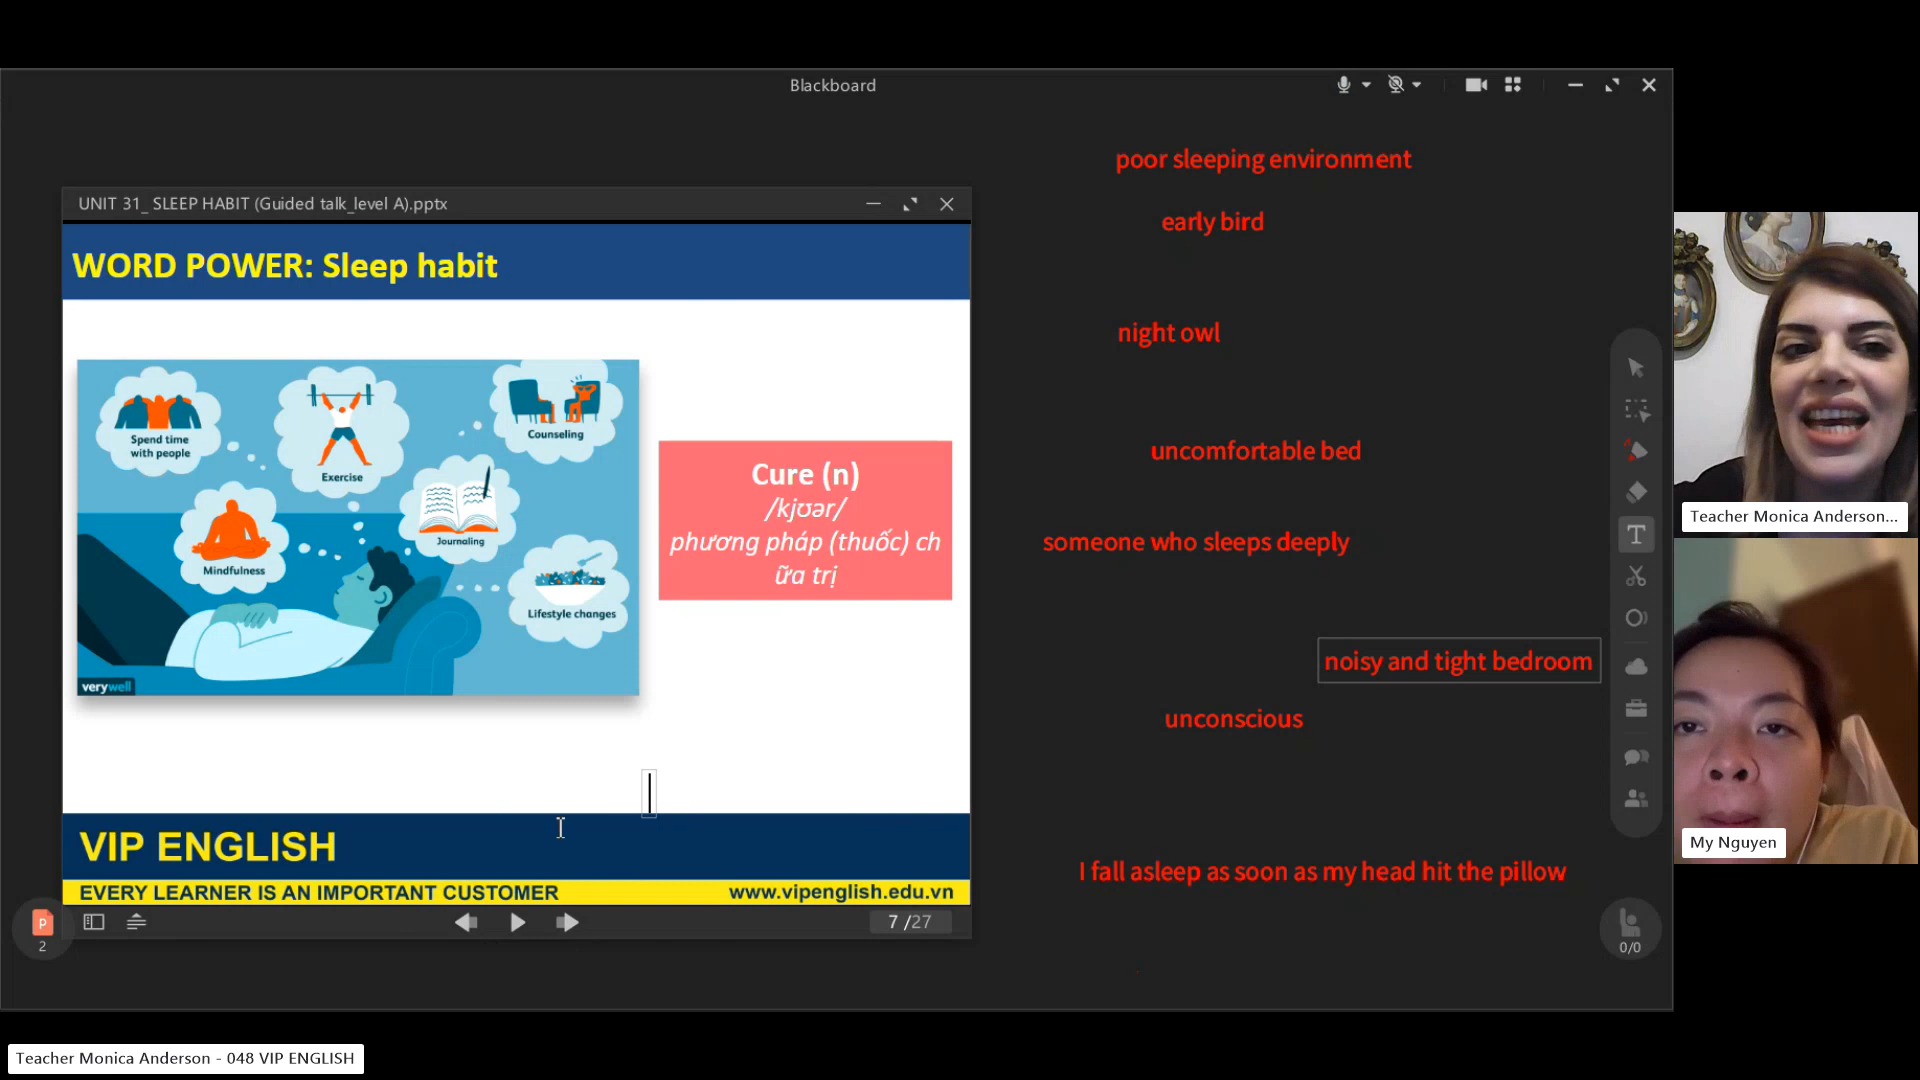 Blackboard
UNIT 31_ SLEEP HABIT (Guided talk_level A).pptx
WORD POWER: Sleep habit
Spend time
with people
Exercise
Counseling
Mindfulness
Journaling
Lifestyle changes
verywell
Cure (n)
/kjʊər/
phương pháp (thuốc) ch
ữa trị
VIP ENGLISH
EVERY LEARNER IS AN IMPORTANT CUSTOMER
www.vipenglish.edu.vn
P
2
7 /27
poor sleeping environment
early bird
night owl
uncomfortable bed
someone who sleeps deeply
noisy and tight bedroom
unconscious
I fall asleep as soon as my head hit the pillow
T
0/0
Teacher Monica Anderson...
My Nguyen
Teacher Monica Anderson - 048 VIP ENGLISH